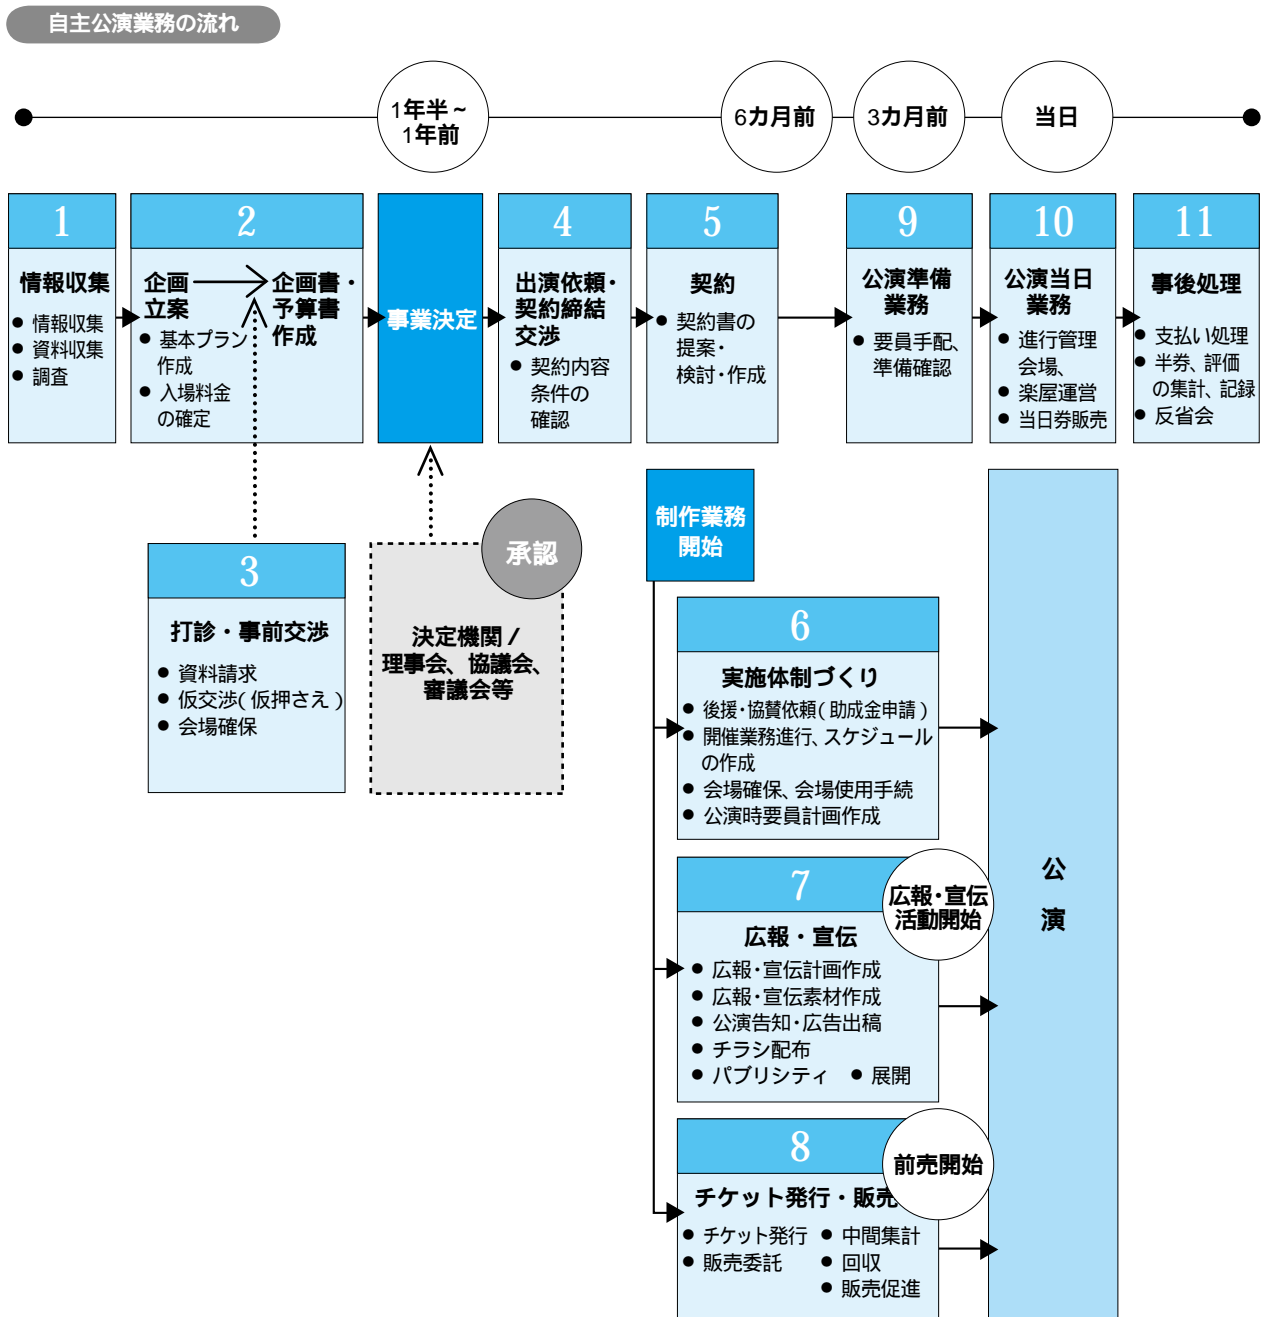 自主公演業務の流れ
1年半~
1年前
6カ月前
3カ月前
当日
1
情報収集
● 情報収集
● 資料収集
● 調査
2
企画
立案
企画書・
予算書
作成
● 基本プラン
作成
● 入場料金
の確定
事業決定
4
出演依頼・
契約締結
交渉
● 契約内容
条件の
確認
5
契約
● 契約書の
提案・
検討・作成
9
公演準備
業務
● 要員手配、
準備確認
10
公演当日
業務
● 進行管理
会場、
● 楽屋運営
● 当日券販売
11
事後処理
● 支払い処理
● 半券、評価
の集計、記録
● 反省会
3
打診・事前交渉
● 資料請求
● 仮交渉(仮押さえ)
● 会場確保
承認
決定機関/
理事会、協議会、
審議会等
制作業務
開始
6
実施体制づくり
● 後援・協賛依頼(助成金申請)
● 開催業務進行、スケジュール
の作成
● 会場確保、会場使用手続
● 公演時要員計画作成
7
広報・宣伝
活動開始
広報・宣伝
● 広報・宣伝計画作成
● 広報・宣伝素材作成
● 公演告知・広告出稿
● チラシ配布
● パブリシティ ● 展開
8
前売開始
チケット発行・販売
● チケット発行 ● 中間集計
● 販売委託 ● 回収
● 販売促進
公
演